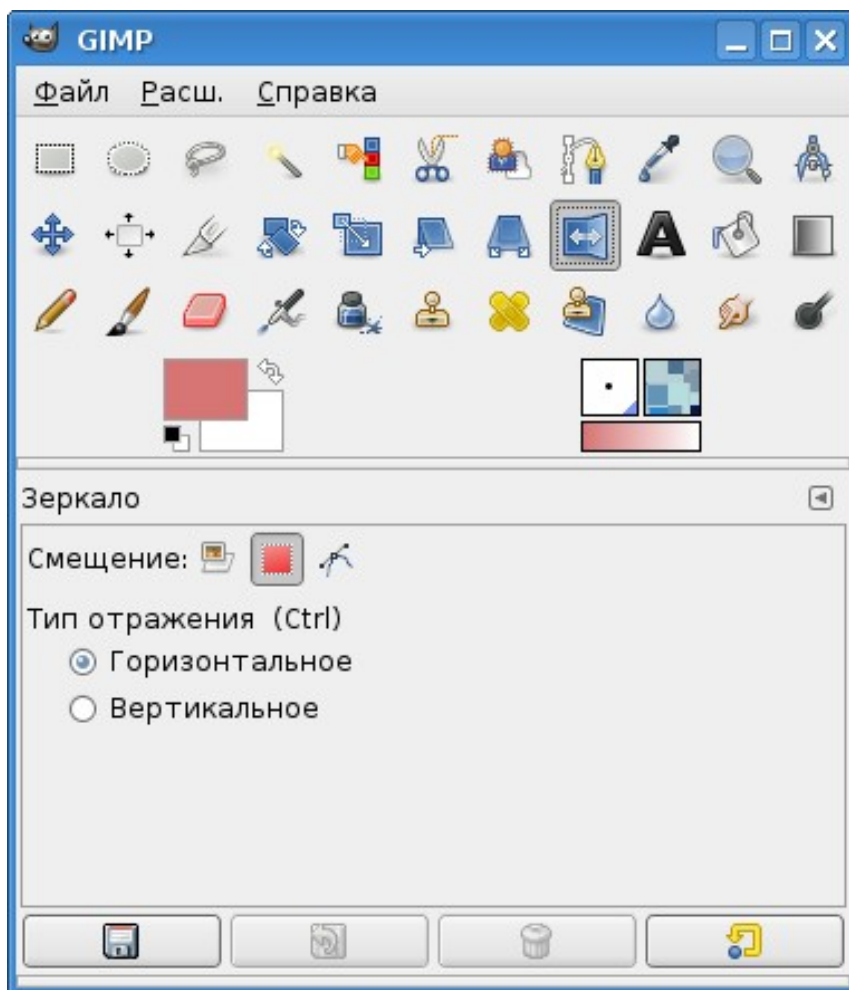 GIMP
Файл Расш. Справка
Зеркало
Смещение:
Тип отражения (Ctrl)
Горизонтальное
Вертикальное